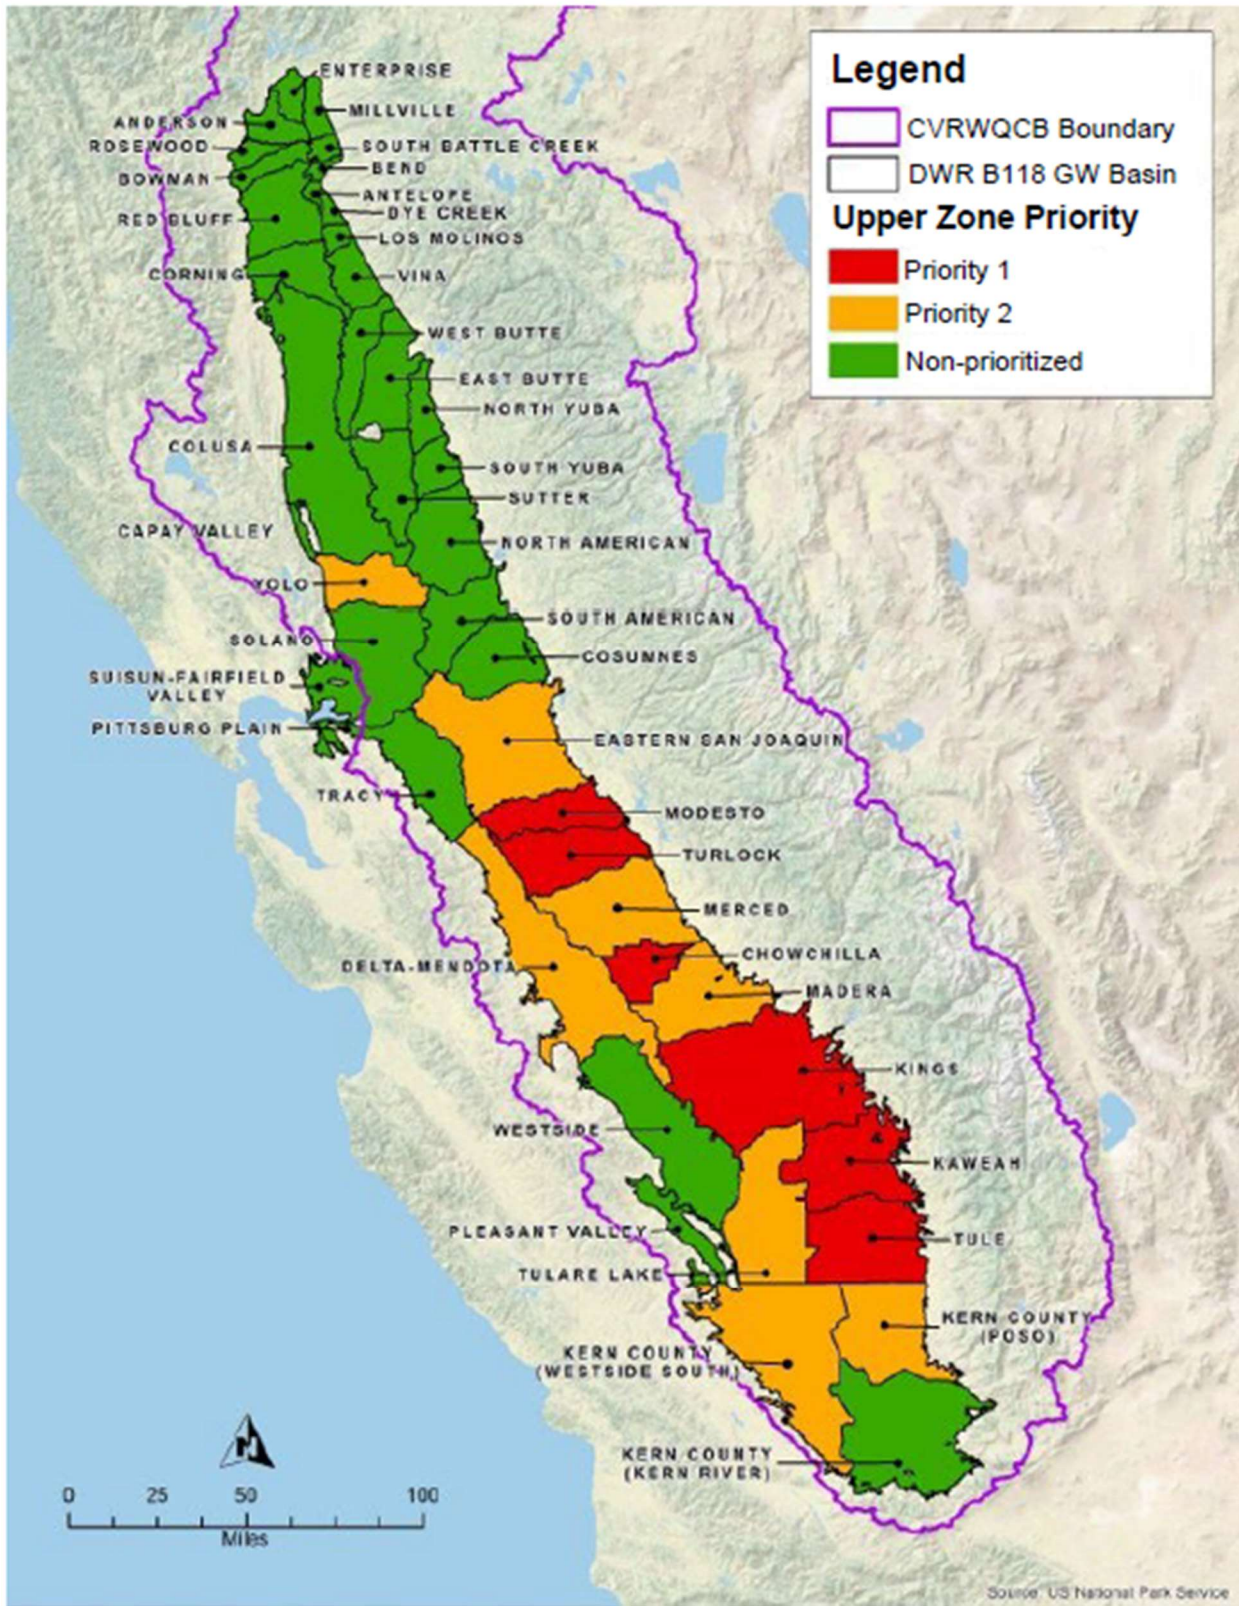 Legend
CVRWQCB Boundary
DWR B118 GW Basin
Upper Zone Priority
Priority 1
Priority 2
Non-prioritized
ENTERPRISE
MILLVILLE
ANDERSON
ROSEWOOD
SOUTH BATTLE CREEK
BEND
BOWMAN
ANTELOPE
DYE CREEK
RED BLUFF
LOS MOLINOS
CORNING
VINA
WEST BUTTE
EAST BUTTE
NORTH YUBA
COLUSA
SOUTH YUBA
SUTTER
CAPAY VALLEY
NORTH AMERICAN
YOLO
SOUTH AMERICAN
SOLANO
COSUMNES
SUISUN-FAIRFIELD
VALLEY
PITTSBURG PLAIN
EASTERN SAN JOAQUIN
TRACY
MODESTO
TURLOCK
MERCED
CHOWCHILLA
DELTA-MENDOTA
MADERA
KINGS
WESTSIDE
KAWEAH
PLEASANT VALLEY
TULE
TULARE LAKE
KERN COUNTY
(POSO)
KERN COUNTY
(WESTSIDE SOUTH)
KERN COUNTY
(KERN RIVER)
N
0 25 50 100
Miles
Source: US National Park Service